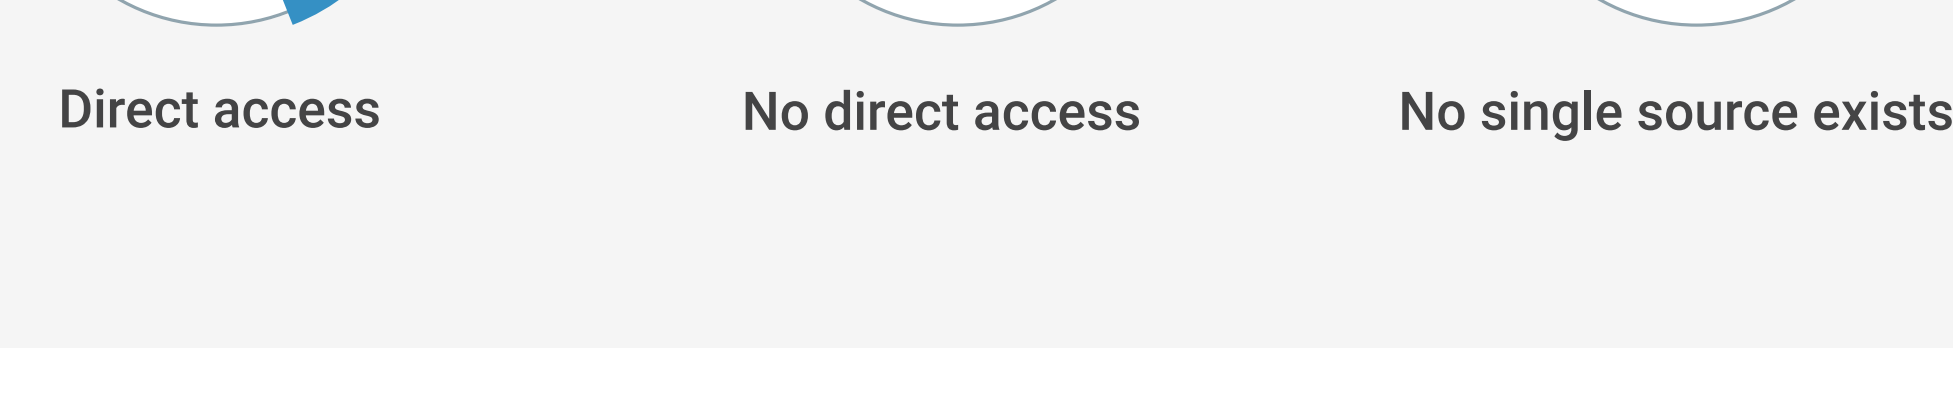 Direct access
No direct access
No single source exists